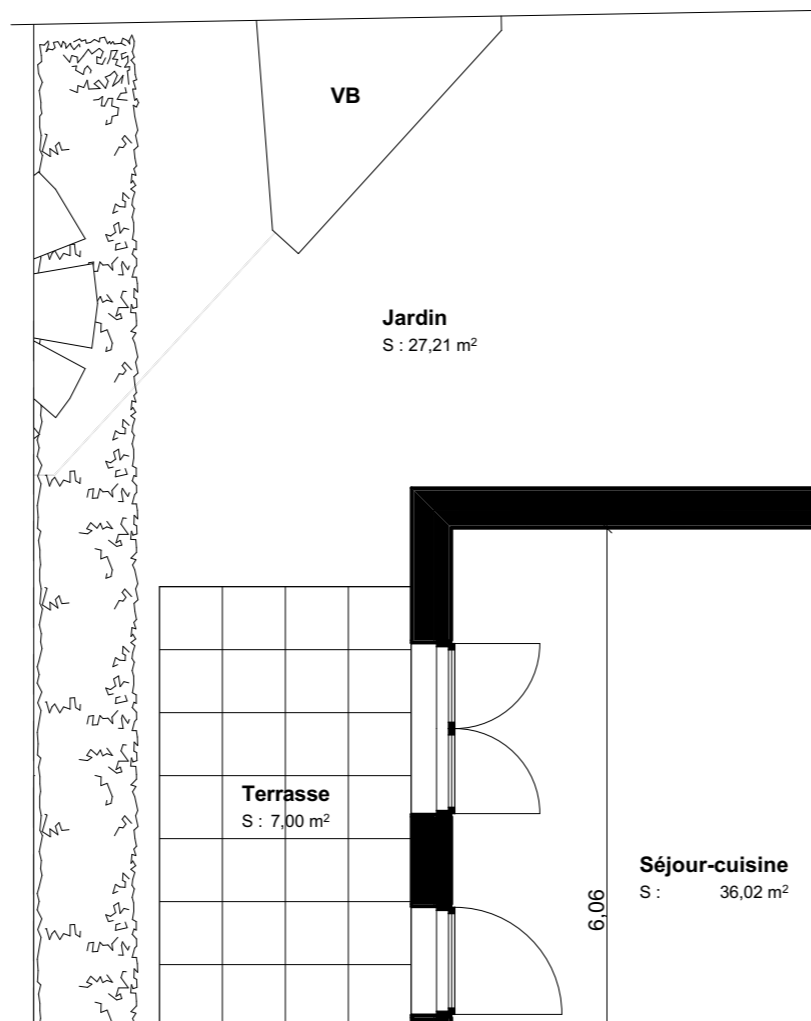 VB
Jardin
S : 27,21 m²
Terrasse
S : 7,00 m²
Séjour-cuisine
S : 36,02 m²
6,06